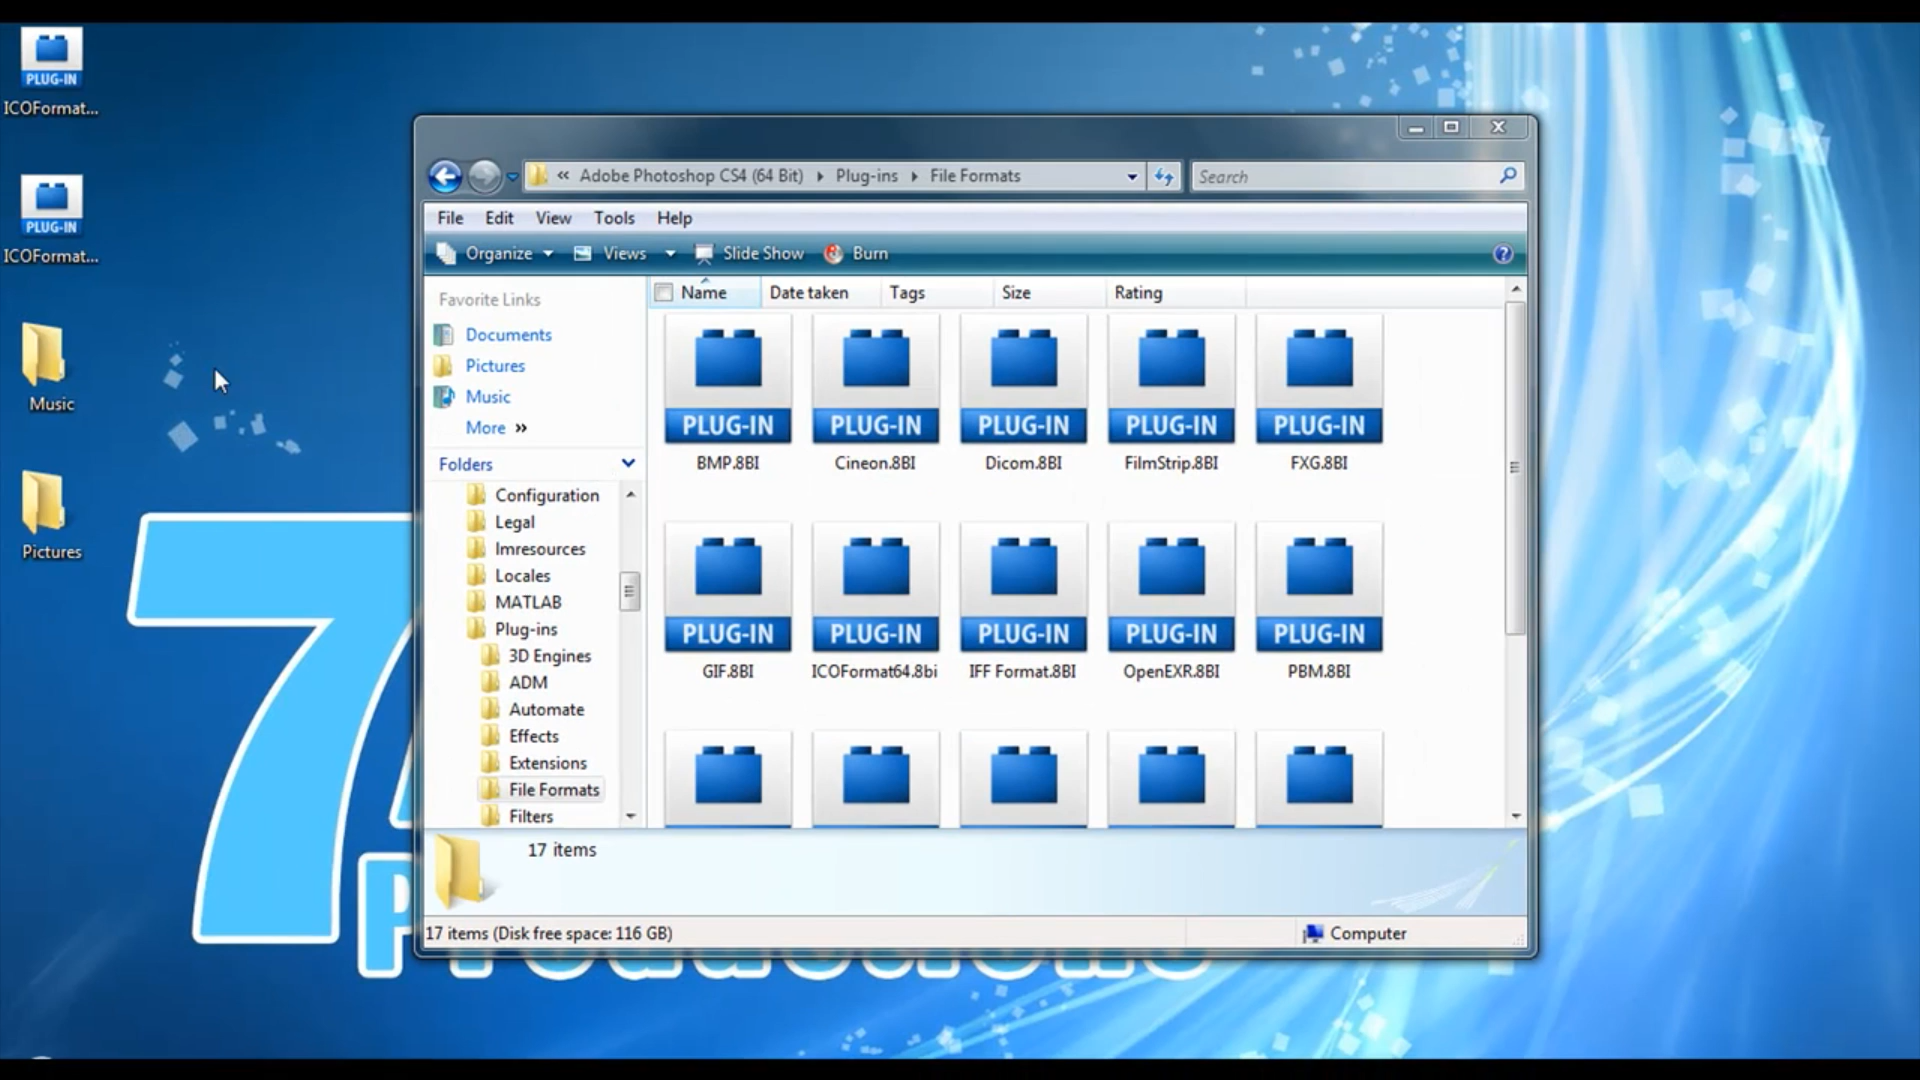 PLUG-IN
ICOFormat...
PLUG-IN
ICOFormat...
Music
Pictures
7
« Adobe Photoshop CS4 (64 Bit) Plug-ins File Formats
Search
File Edit View Tools Help
Organize Views Slide Show Burn
Favorite Links
Documents
Pictures
Music
More »
Folders
Configuration
Legal
Imresources
Locales
MATLAB
Plug-ins
3D Engines
ADM
Automate
Effects
Extensions
File Formats
Filters
Name Date taken Tags Size Rating
PLUG-IN PLUG-IN PLUG-IN PLUG-IN PLUG-IN
BMP.8BI Cineon.8BI Dicom.8BI FilmStrip.8BI FXG.8BI
PLUG-IN PLUG-IN PLUG-IN PLUG-IN PLUG-IN
GIF.8BI ICOFormat64.8bi IFF Format.8BI OpenEXR.8BI PBM.8BI
17 items
17 items (Disk free space: 116 GB) Computer